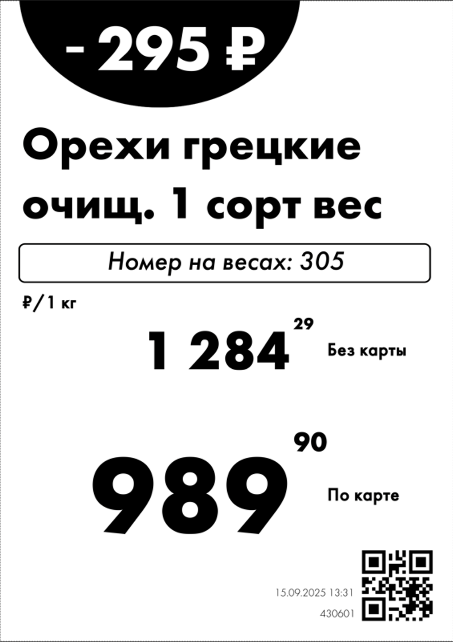 - 295 ₽
Орехи грецкие
очищ. 1 сорт вес
Номер на весах: 305
₽/1 кг
1 284 29 Без карты
989 90 По карте
15.09.2025 13:31
430601